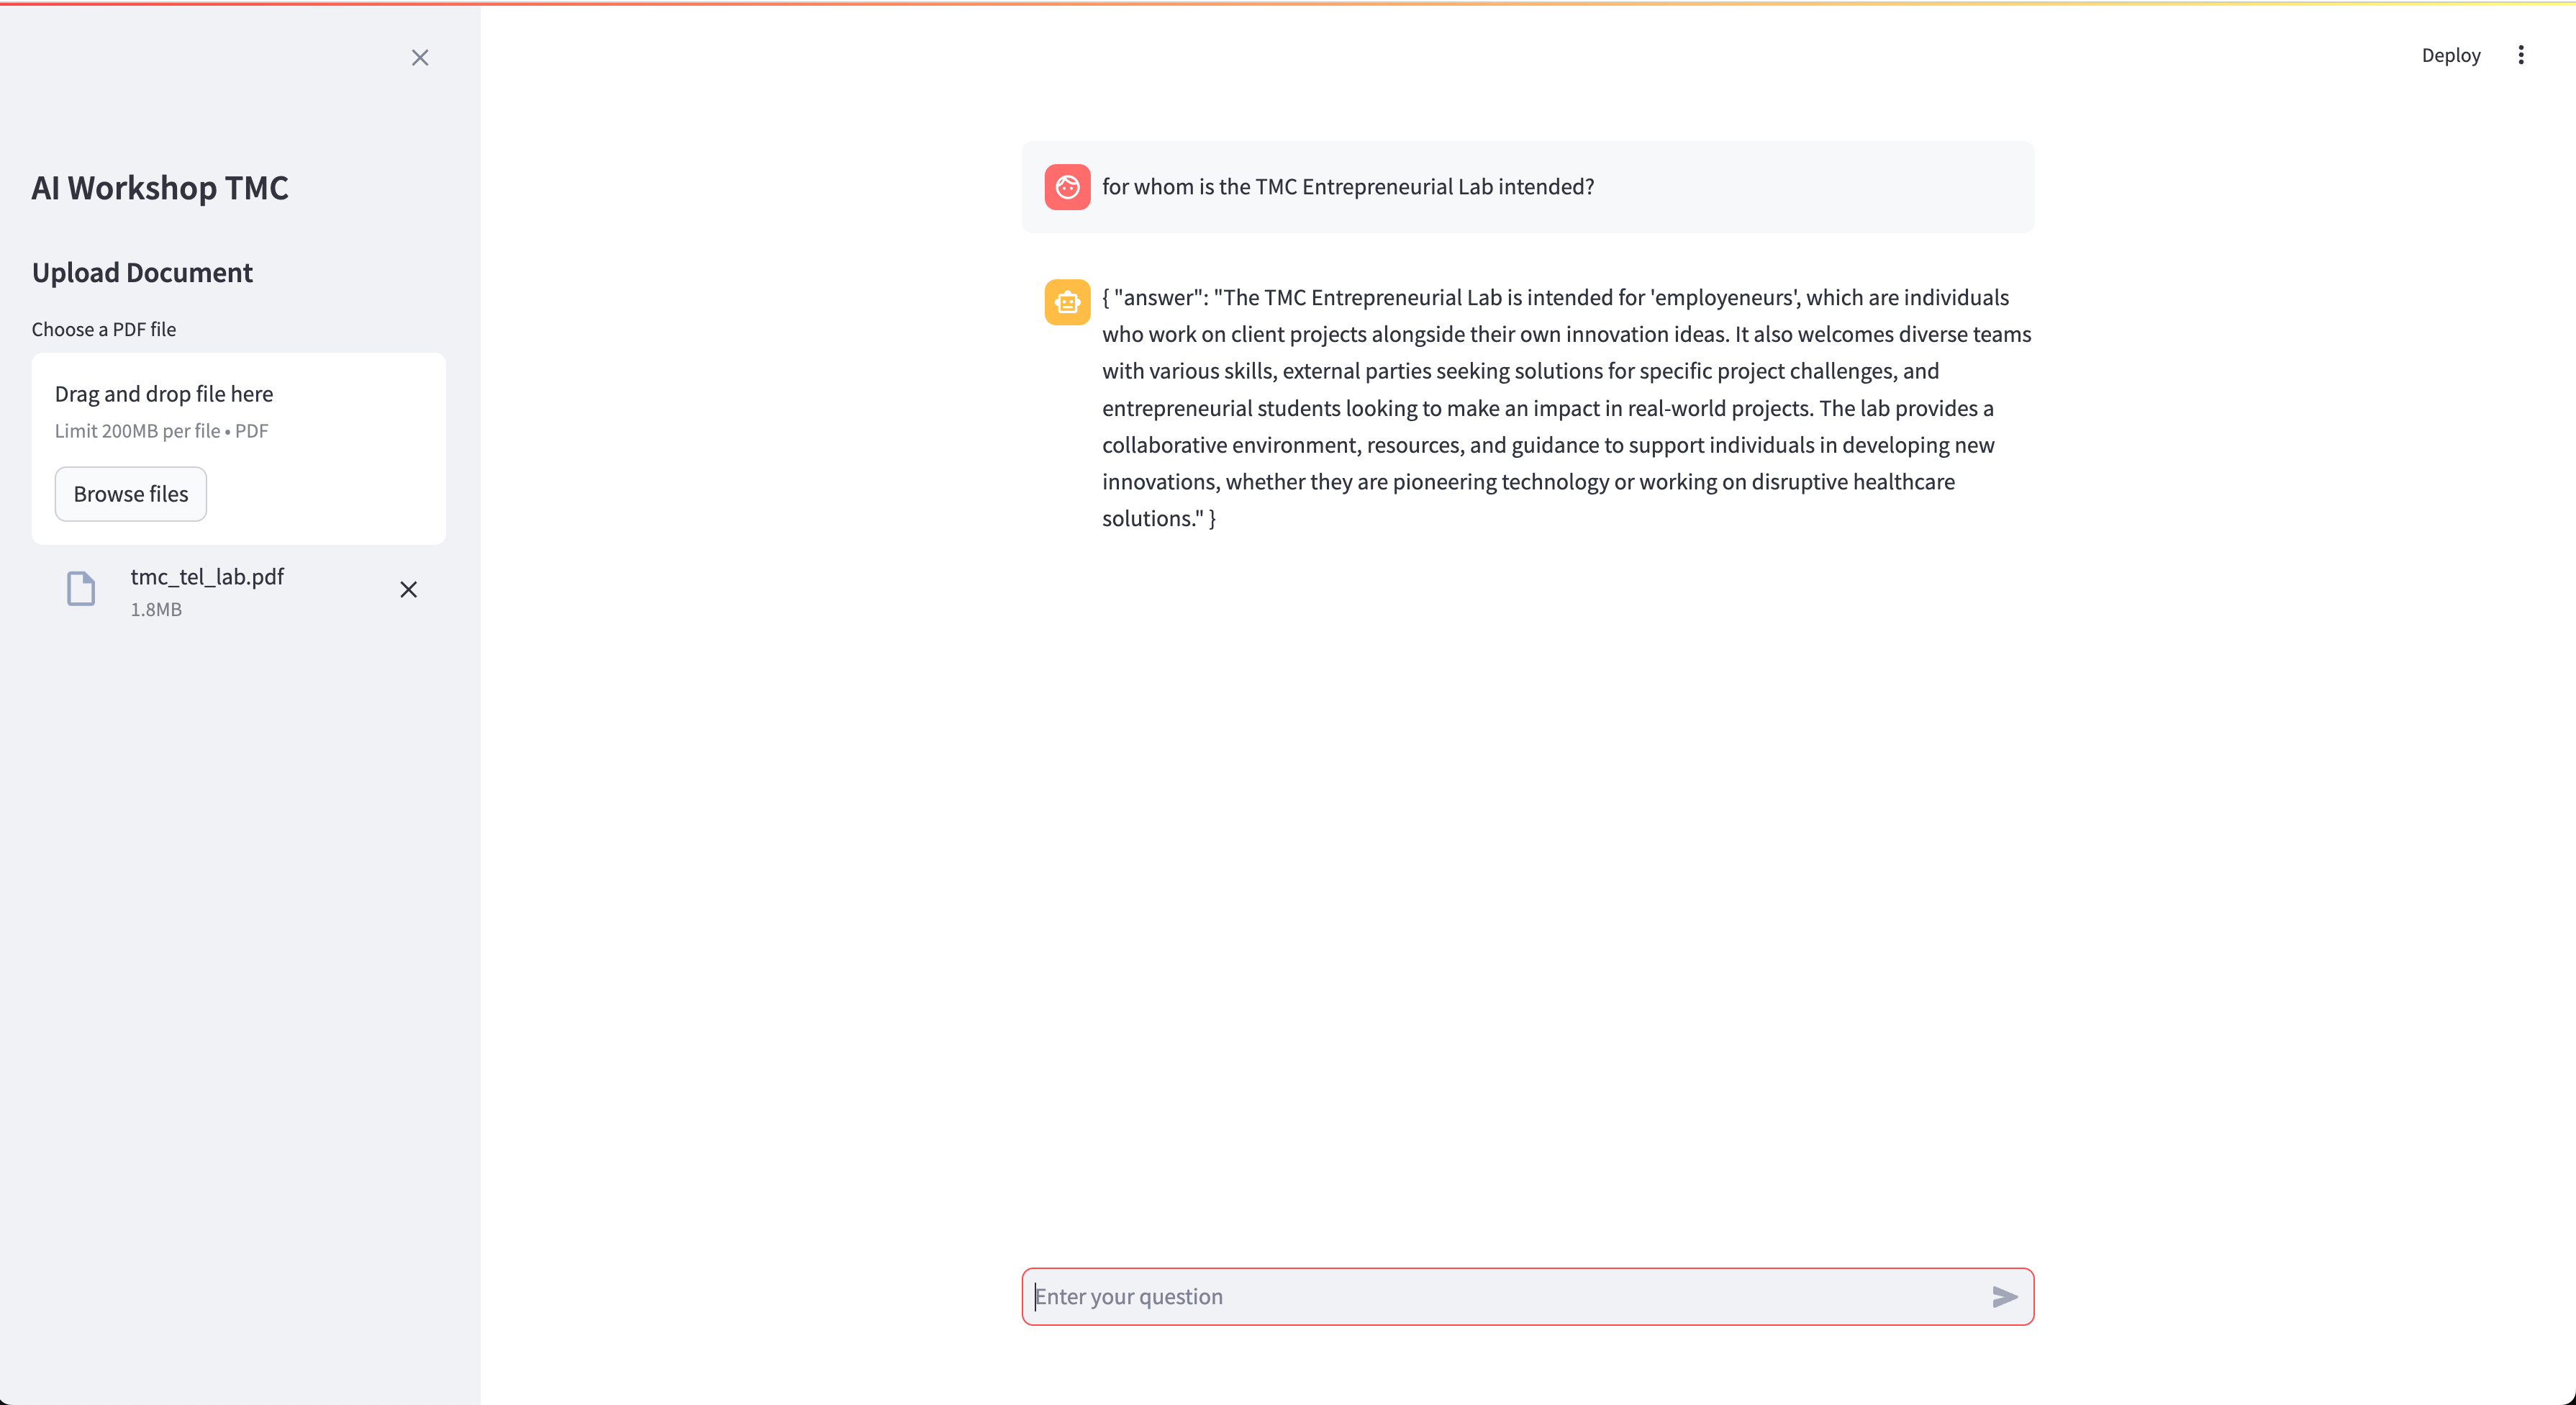 Deploy
AI Workshop TMC
Upload Document
Choose a PDF file
Drag and drop file here
Limit 200MB per file • PDF
Browse files
tmc_tel_lab.pdf
1.8MB
for whom is the TMC Entrepreneurial Lab intended?
{ "answer": "The TMC Entrepreneurial Lab is intended for 'employeneurs', which are individuals
who work on client projects alongside their own innovation ideas. It also welcomes diverse teams
with various skills, external parties seeking solutions for specific project challenges, and
entrepreneurial students looking to make an impact in real-world projects. The lab provides a
collaborative environment, resources, and guidance to support individuals in developing new
innovations, whether they are pioneering technology or working on disruptive healthcare
solutions." }
Enter your question